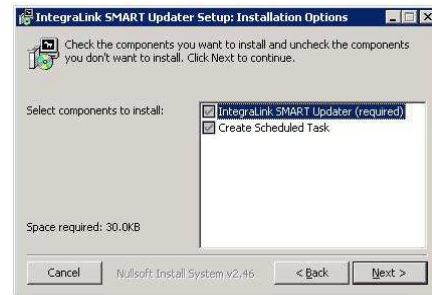 IntegraLink SMART Updater Setup: Installation Options
Check the components you want to install and uncheck the components
you don't want to install. Click Next to continue.
Select components to install:
IntegraLink SMART Updater (required)
Create Scheduled Task
Space required: 30.0KB
Cancel
Nullsoft Install System v2.46
< Back
Next >